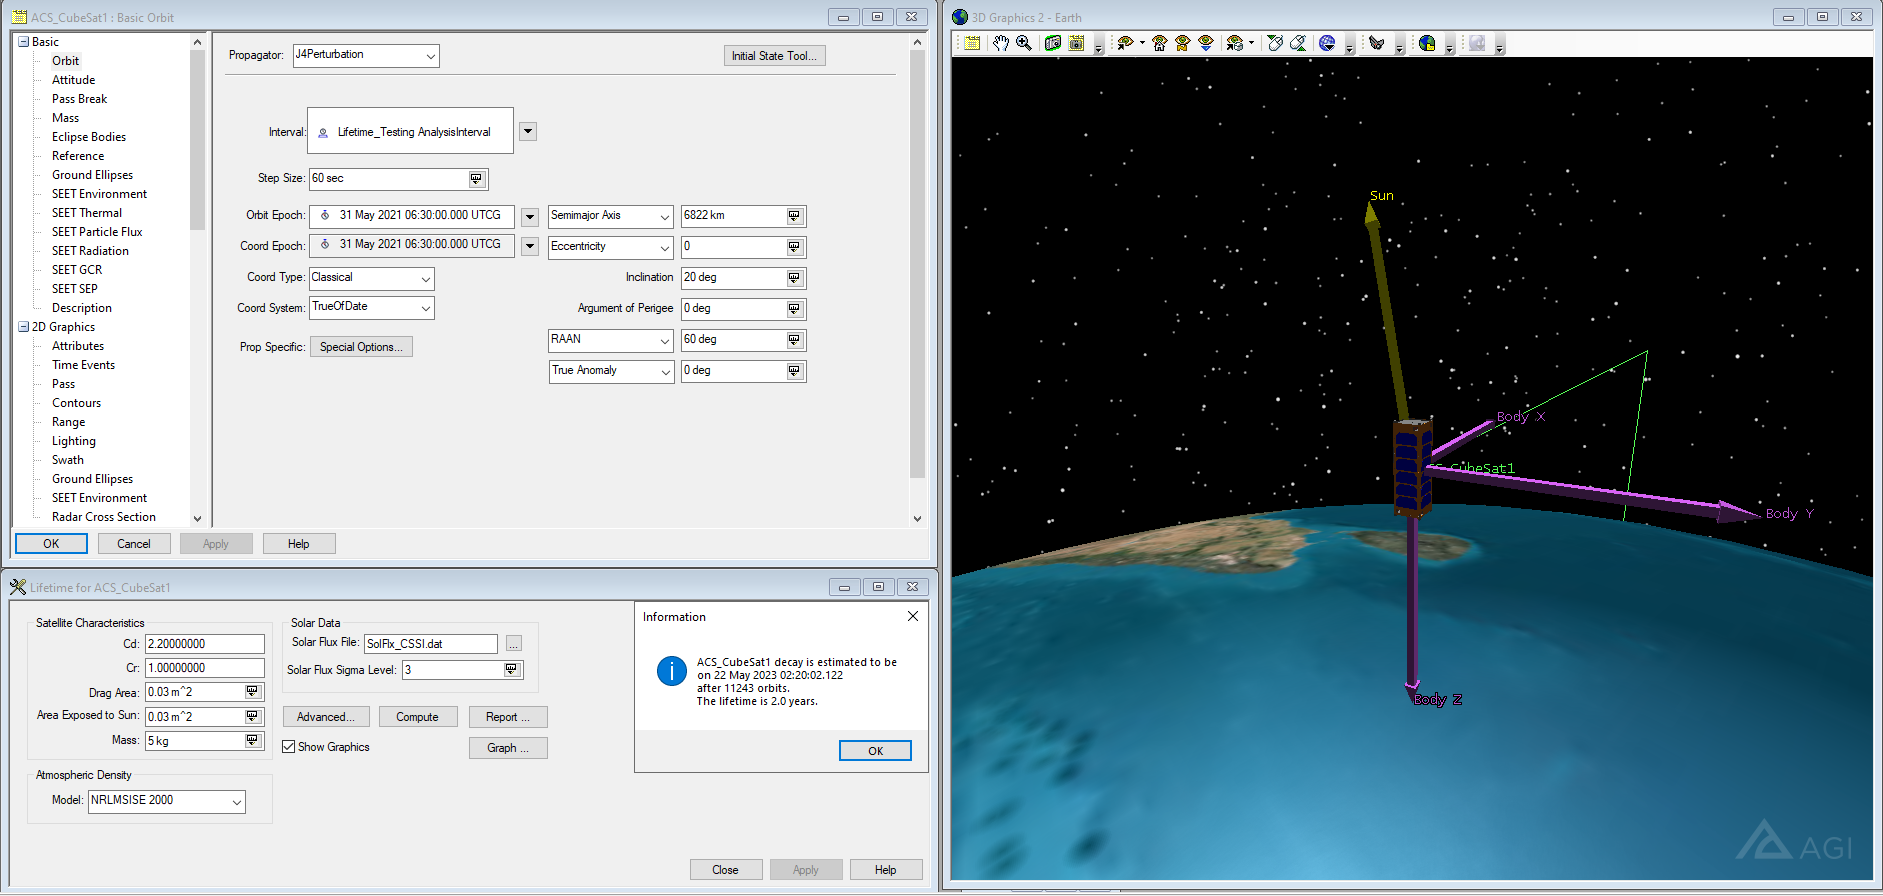 ACS_CubeSat1 : Basic Orbit
Basic
Orbit
Attitude
Pass Break
Mass
Eclipse Bodies
Reference
Ground Ellipses
SEET Environment
SEET Thermal
SEET Particle Flux
SEET Radiation
SEET GCR
SEET SEP
Description
2D Graphics
Attributes
Time Events
Pass
Contours
Range
Lighting
Swath
Ground Ellipses
SEET Environment
Radar Cross Section
Propagator: J4Perturbation
Initial State Tool...
Interval: Lifetime_Testing AnalysisInterval
Step Size: 60 sec
Orbit Epoch: 31 May 2021 06:30:00.000 UTCG Semimajor Axis 6822 km
Coord Epoch: 31 May 2021 06:30:00.000 UTCG Eccentricity 0
Coord Type: Classical Inclination 20 deg
Coord System: TrueOfDate Argument of Perigee 0 deg
Prop Specific: Special Options... RAAN 60 deg
True Anomaly 0 deg
OK Cancel Apply Help
Lifetime for ACS_CubeSat1
Satellite Characteristics
Cd: 2.20000000
Cr: 1.00000000
Drag Area: 0.03 m^2
Area Exposed to Sun: 0.03 m^2
Mass: 5 kg
Atmospheric Density
Model: NRLMSISE 2000
Solar Data
Solar Flux File: SolFlx_CSSI.dat ...
Solar Flux Sigma Level: 3
Advanced... Compute Report ...
Show Graphics Graph ...
Information
ACS_CubeSat1 decay is estimated to be
on 22 May 2023 02:20:02.122
after 11243 orbits.
The lifetime is 2.0 years.
OK
Close Apply Help
3D Graphics 2 - Earth
Sun
Body X
CubeSat1
Body Y
Body Z
AGI